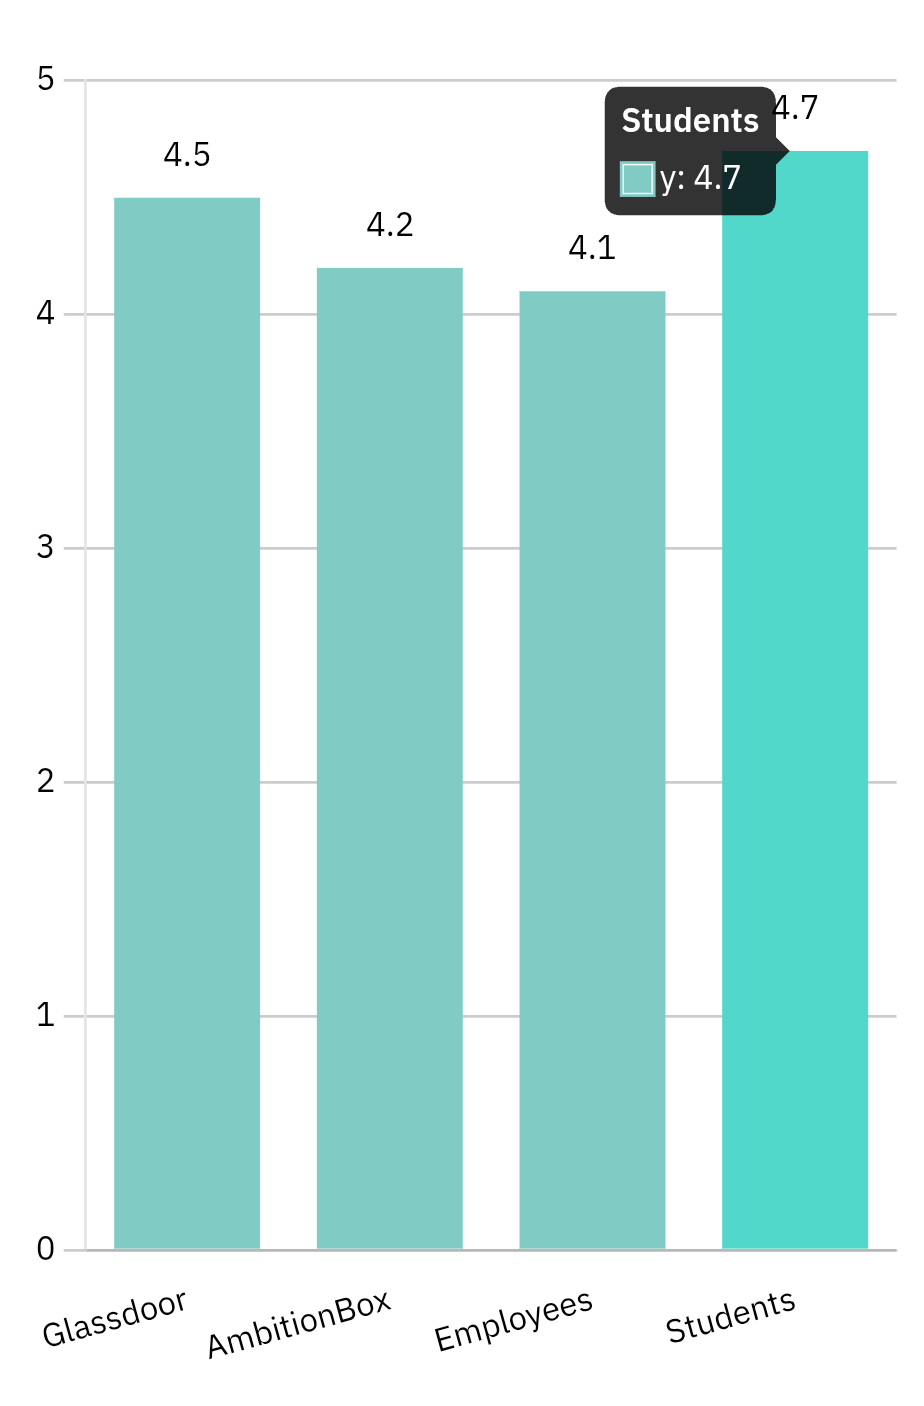 5
4.7
Students
y: 4.7
4.5
4.2
4.1
4
3
2
1
0
Glassdoor
AmbitionBox
Employees
Students